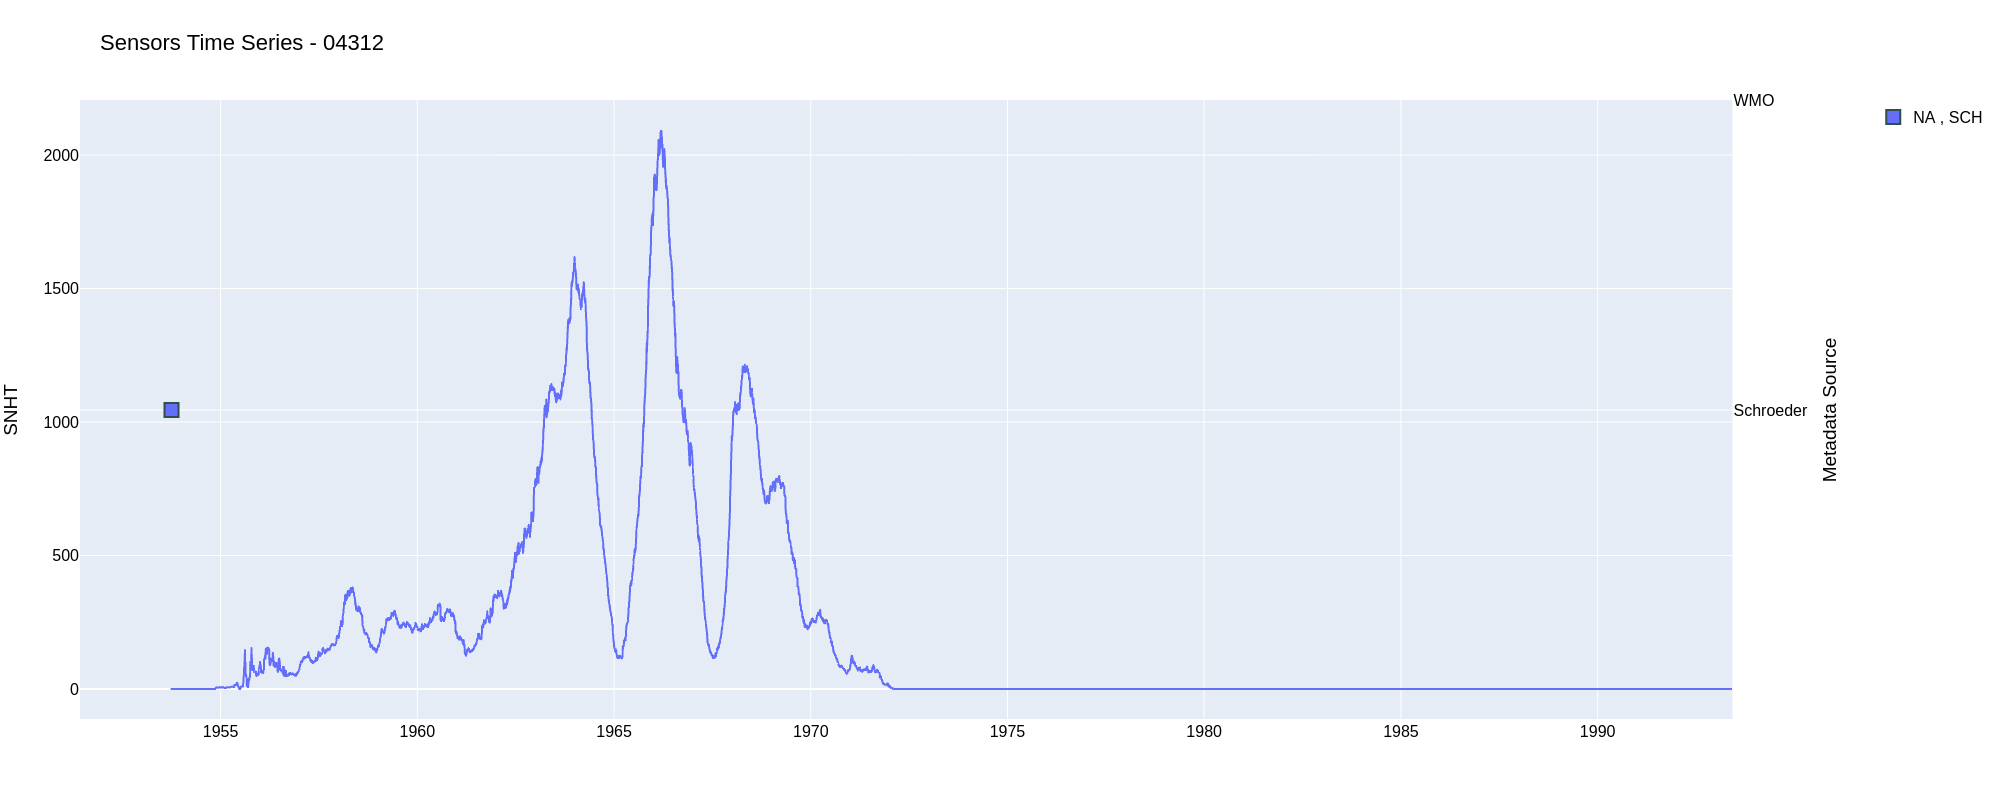 Sensors Time Series - 04312
WMO
NA , SCH
2000
1500
1000
500
0
SNHT
Schroeder
Metadata Source
1955
1960
1965
1970
1975
1980
1985
1990